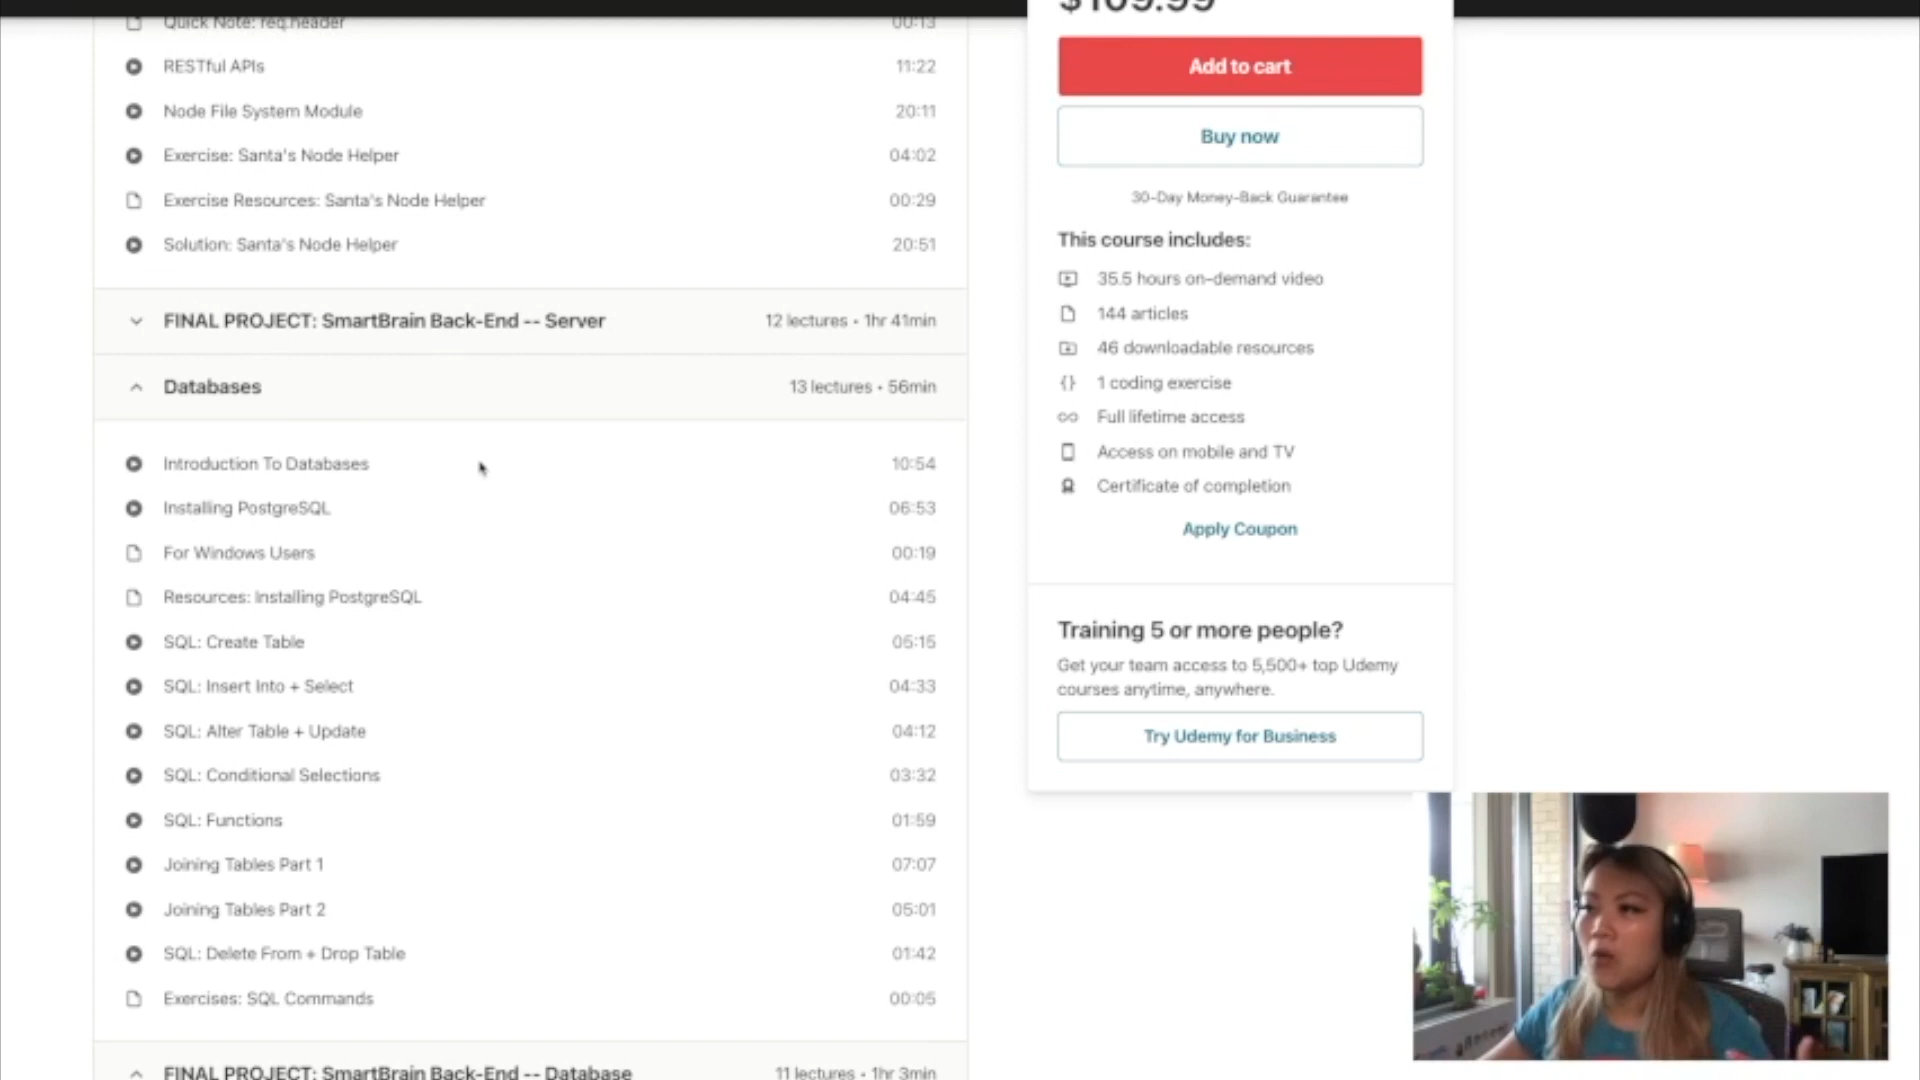 Quick Note: req.header 00:13
RESTful APIs 11:22
Node File System Module 20:11
Exercise: Santa's Node Helper 04:02
Exercise Resources: Santa's Node Helper 00:29
Solution: Santa's Node Helper 20:51
FINAL PROJECT: SmartBrain Back-End -- Server 12 lectures • 1hr 41min
Databases 13 lectures • 56min
Introduction To Databases 10:54
Installing PostgreSQL 06:53
For Windows Users 00:19
Resources: Installing PostgreSQL 04:45
SQL: Create Table 05:15
SQL: Insert Into + Select 04:33
SQL: Alter Table + Update 04:12
SQL: Conditional Selections 03:32
SQL: Functions 01:59
Joining Tables Part 1 07:07
Joining Tables Part 2 05:01
SQL: Delete From + Drop Table 01:42
Exercises: SQL Commands 00:05
FINAL PROJECT: SmartBrain Back-End -- Database 11 lectures • 1hr 3min
$109.99
Add to cart
Buy now
30-Day Money-Back Guarantee
This course includes:
35.5 hours on-demand video
144 articles
46 downloadable resources
{} 1 coding exercise
Full lifetime access
Access on mobile and TV
Certificate of completion
Apply Coupon
Training 5 or more people?
Get your team access to 5,500+ top Udemy
courses anytime, anywhere.
Try Udemy for Business